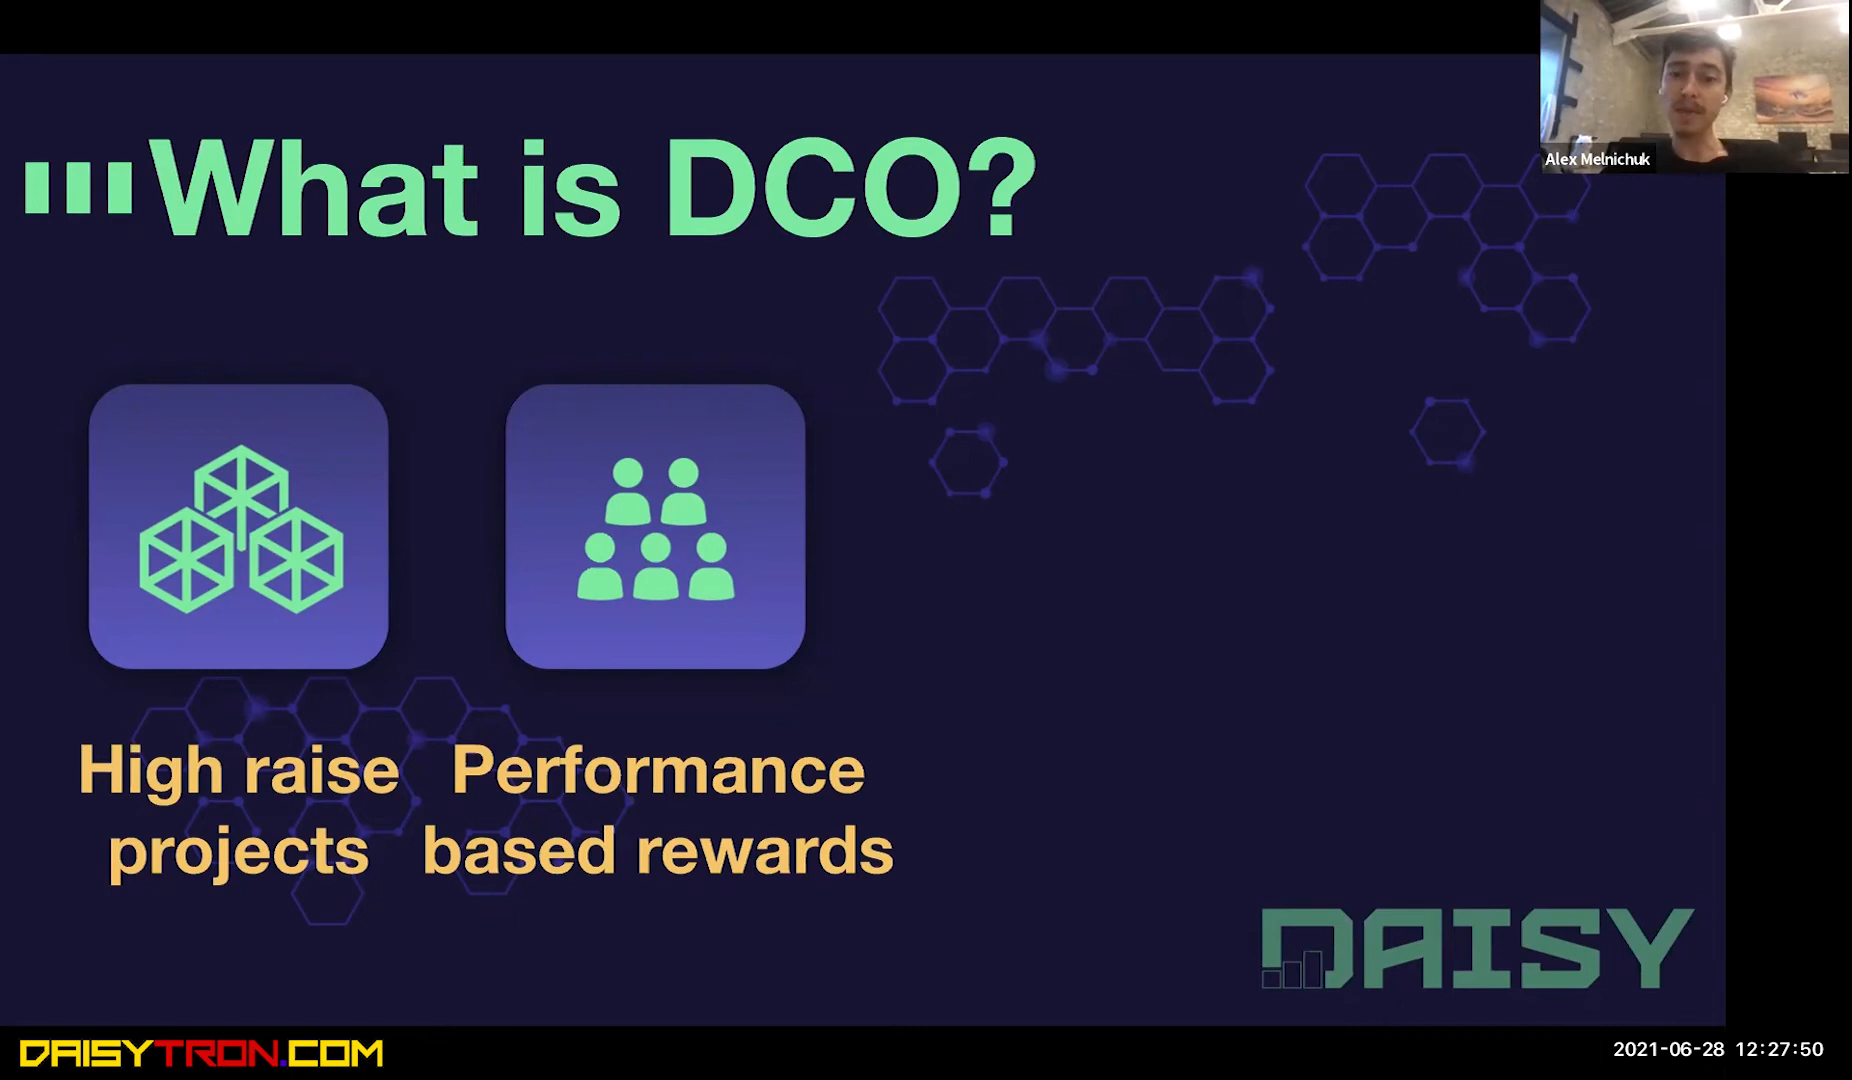 Alex Melnichuk
What is DCO?
High raise
projects
Performance
based rewards
DAISY
DAISYTRON.COM
2021-06-28 12:27:50